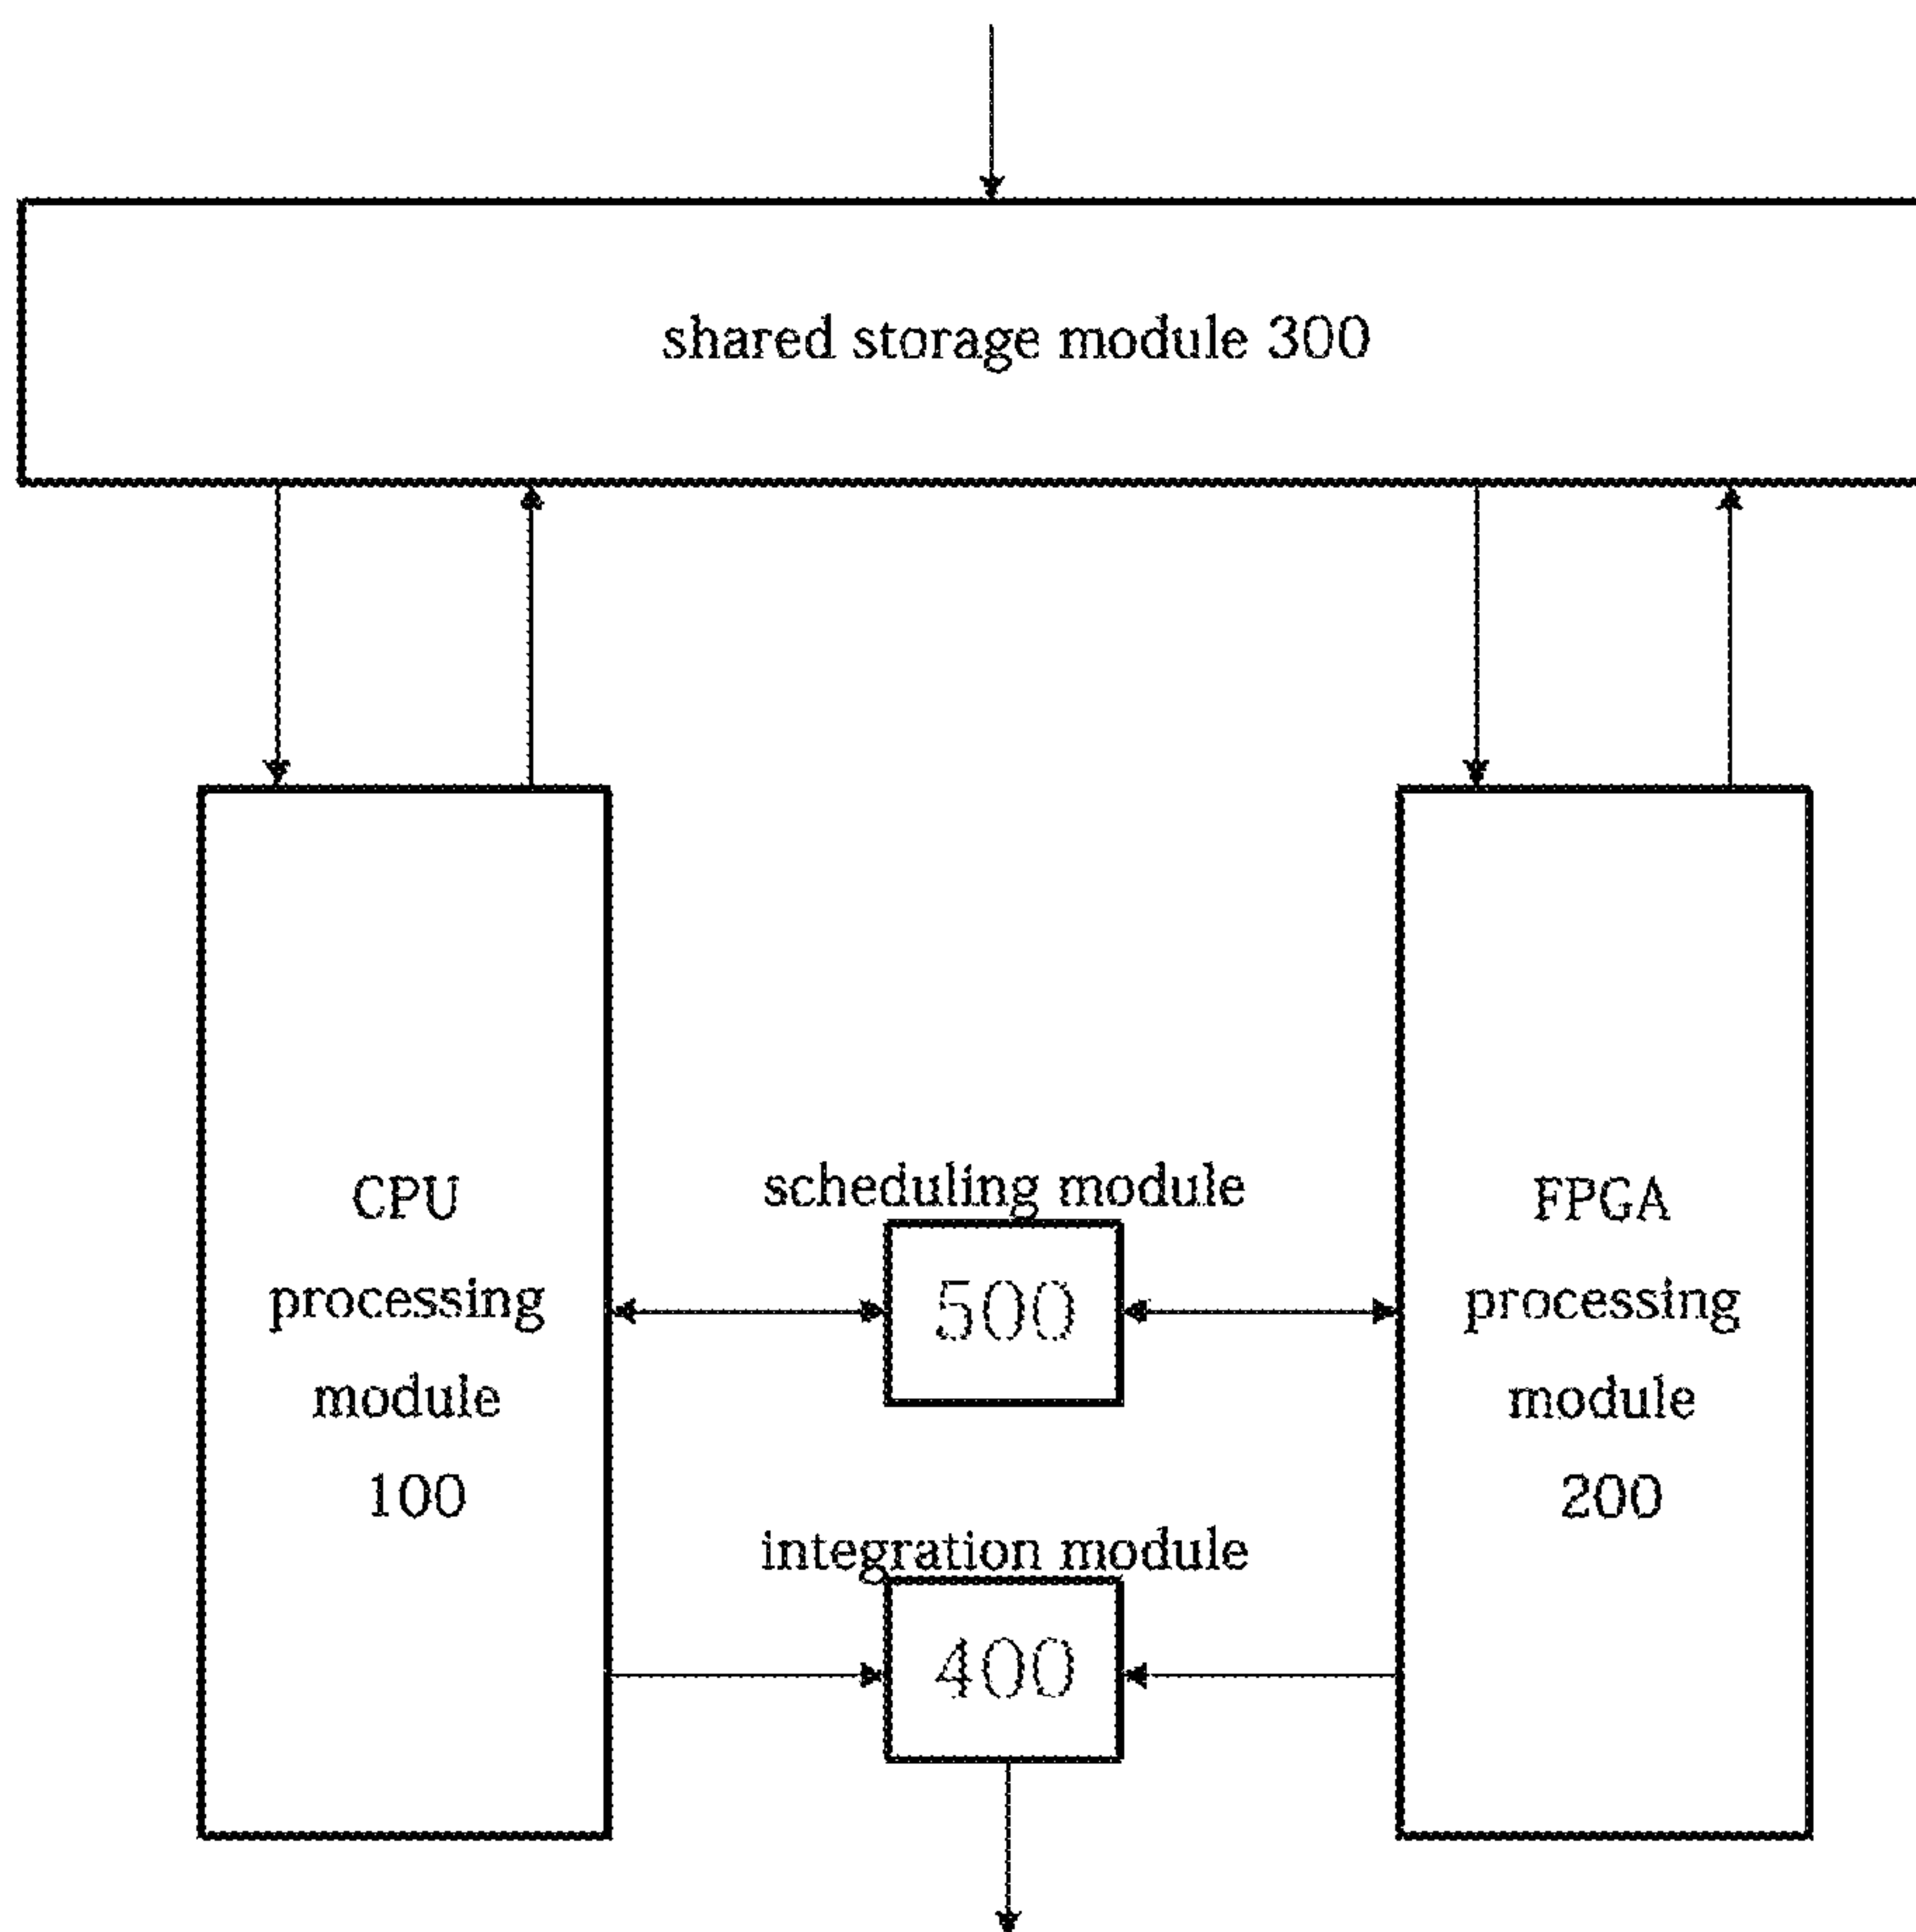 shared storage module 300
CPU
processing
module
100
scheduling module
500
integration module
400
FPGA
processing
module
200